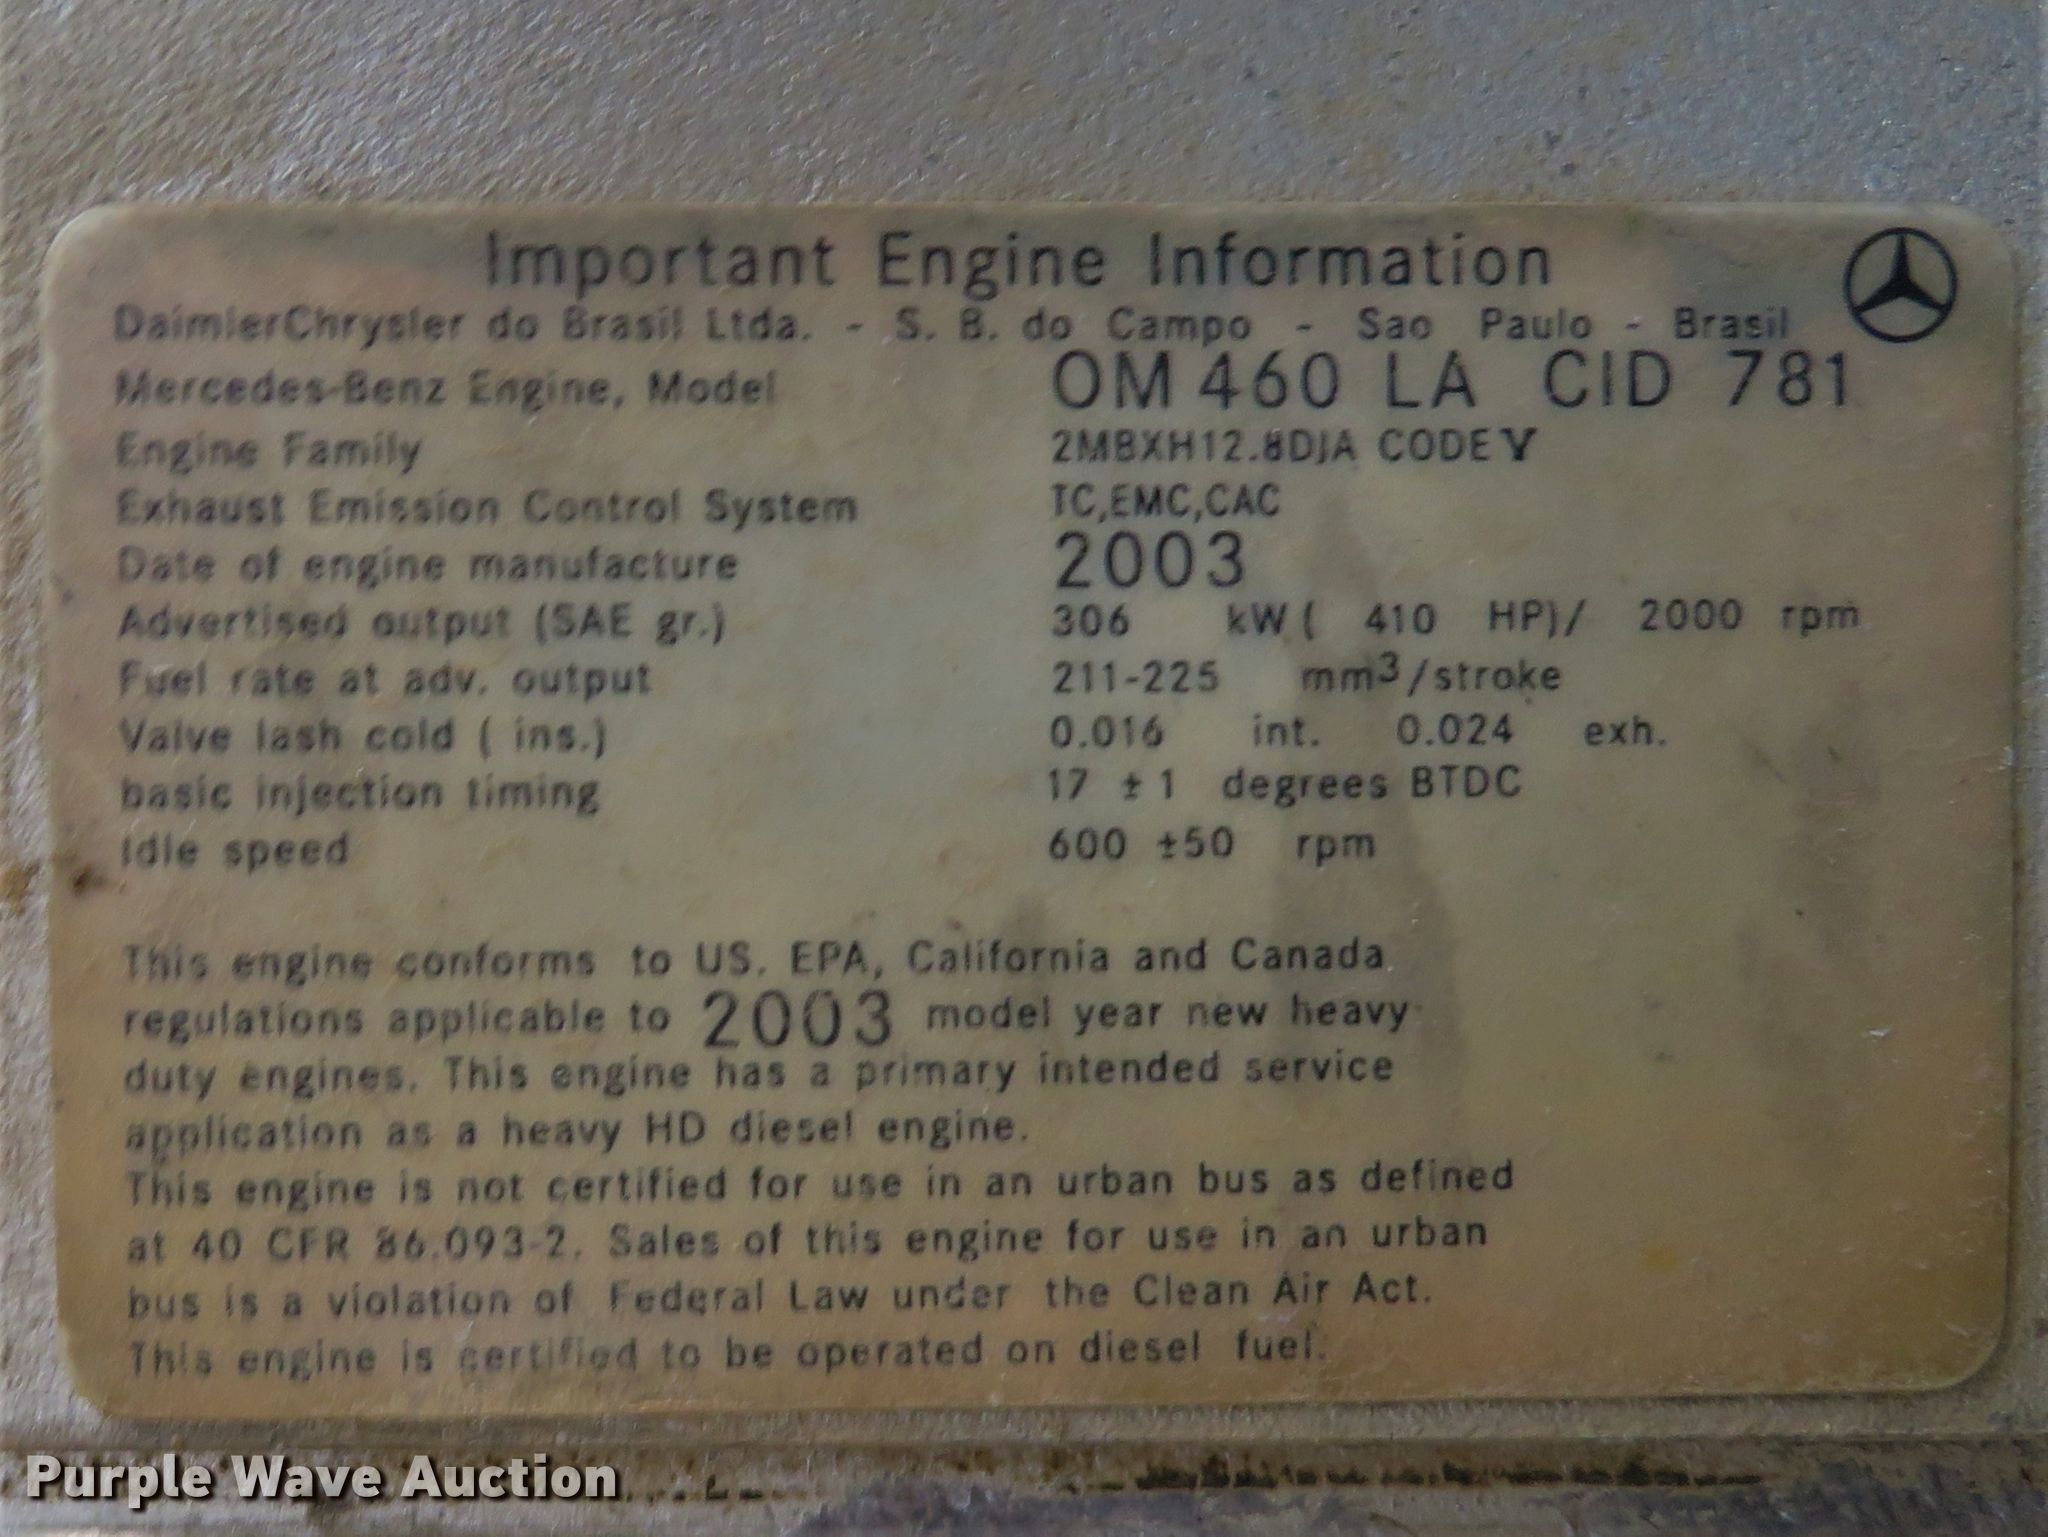 Important Engine Information
DaimlerChrysler do Brasil Ltda. - S. B. do Campo - Sao Paulo - Brasil
Mercedes-Benz Engine, Model OM 460 LA CID 781
Engine Family 2MBXH12.8DJA CODE Y
Exhaust Emission Control System TC,EMC,CAC
Date of engine manufacture 2003
Advertised output (SAE gr.) 306 kW ( 410 HP)/ 2000 rpm
Fuel rate at adv. output 211-225 mm3/stroke
Valve lash cold ( ins.) 0.016 int. 0.024 exh.
basic injection timing 17 ±1 degrees BTDC
Idle speed 600 ±50 rpm
This engine conforms to US. EPA, California and Canada
regulations applicable to 2003 model year new heavy
duty engines. This engine has a primary intended service
application as a heavy HD diesel engine.
This engine is not certified for use in an urban bus as defined
at 40 CFR 86.093-2. Sales of this engine for use in an urban
bus is a violation of Federal Law under the Clean Air Act.
This engine is certified to be operated on diesel fuel.
Purple Wave Auction